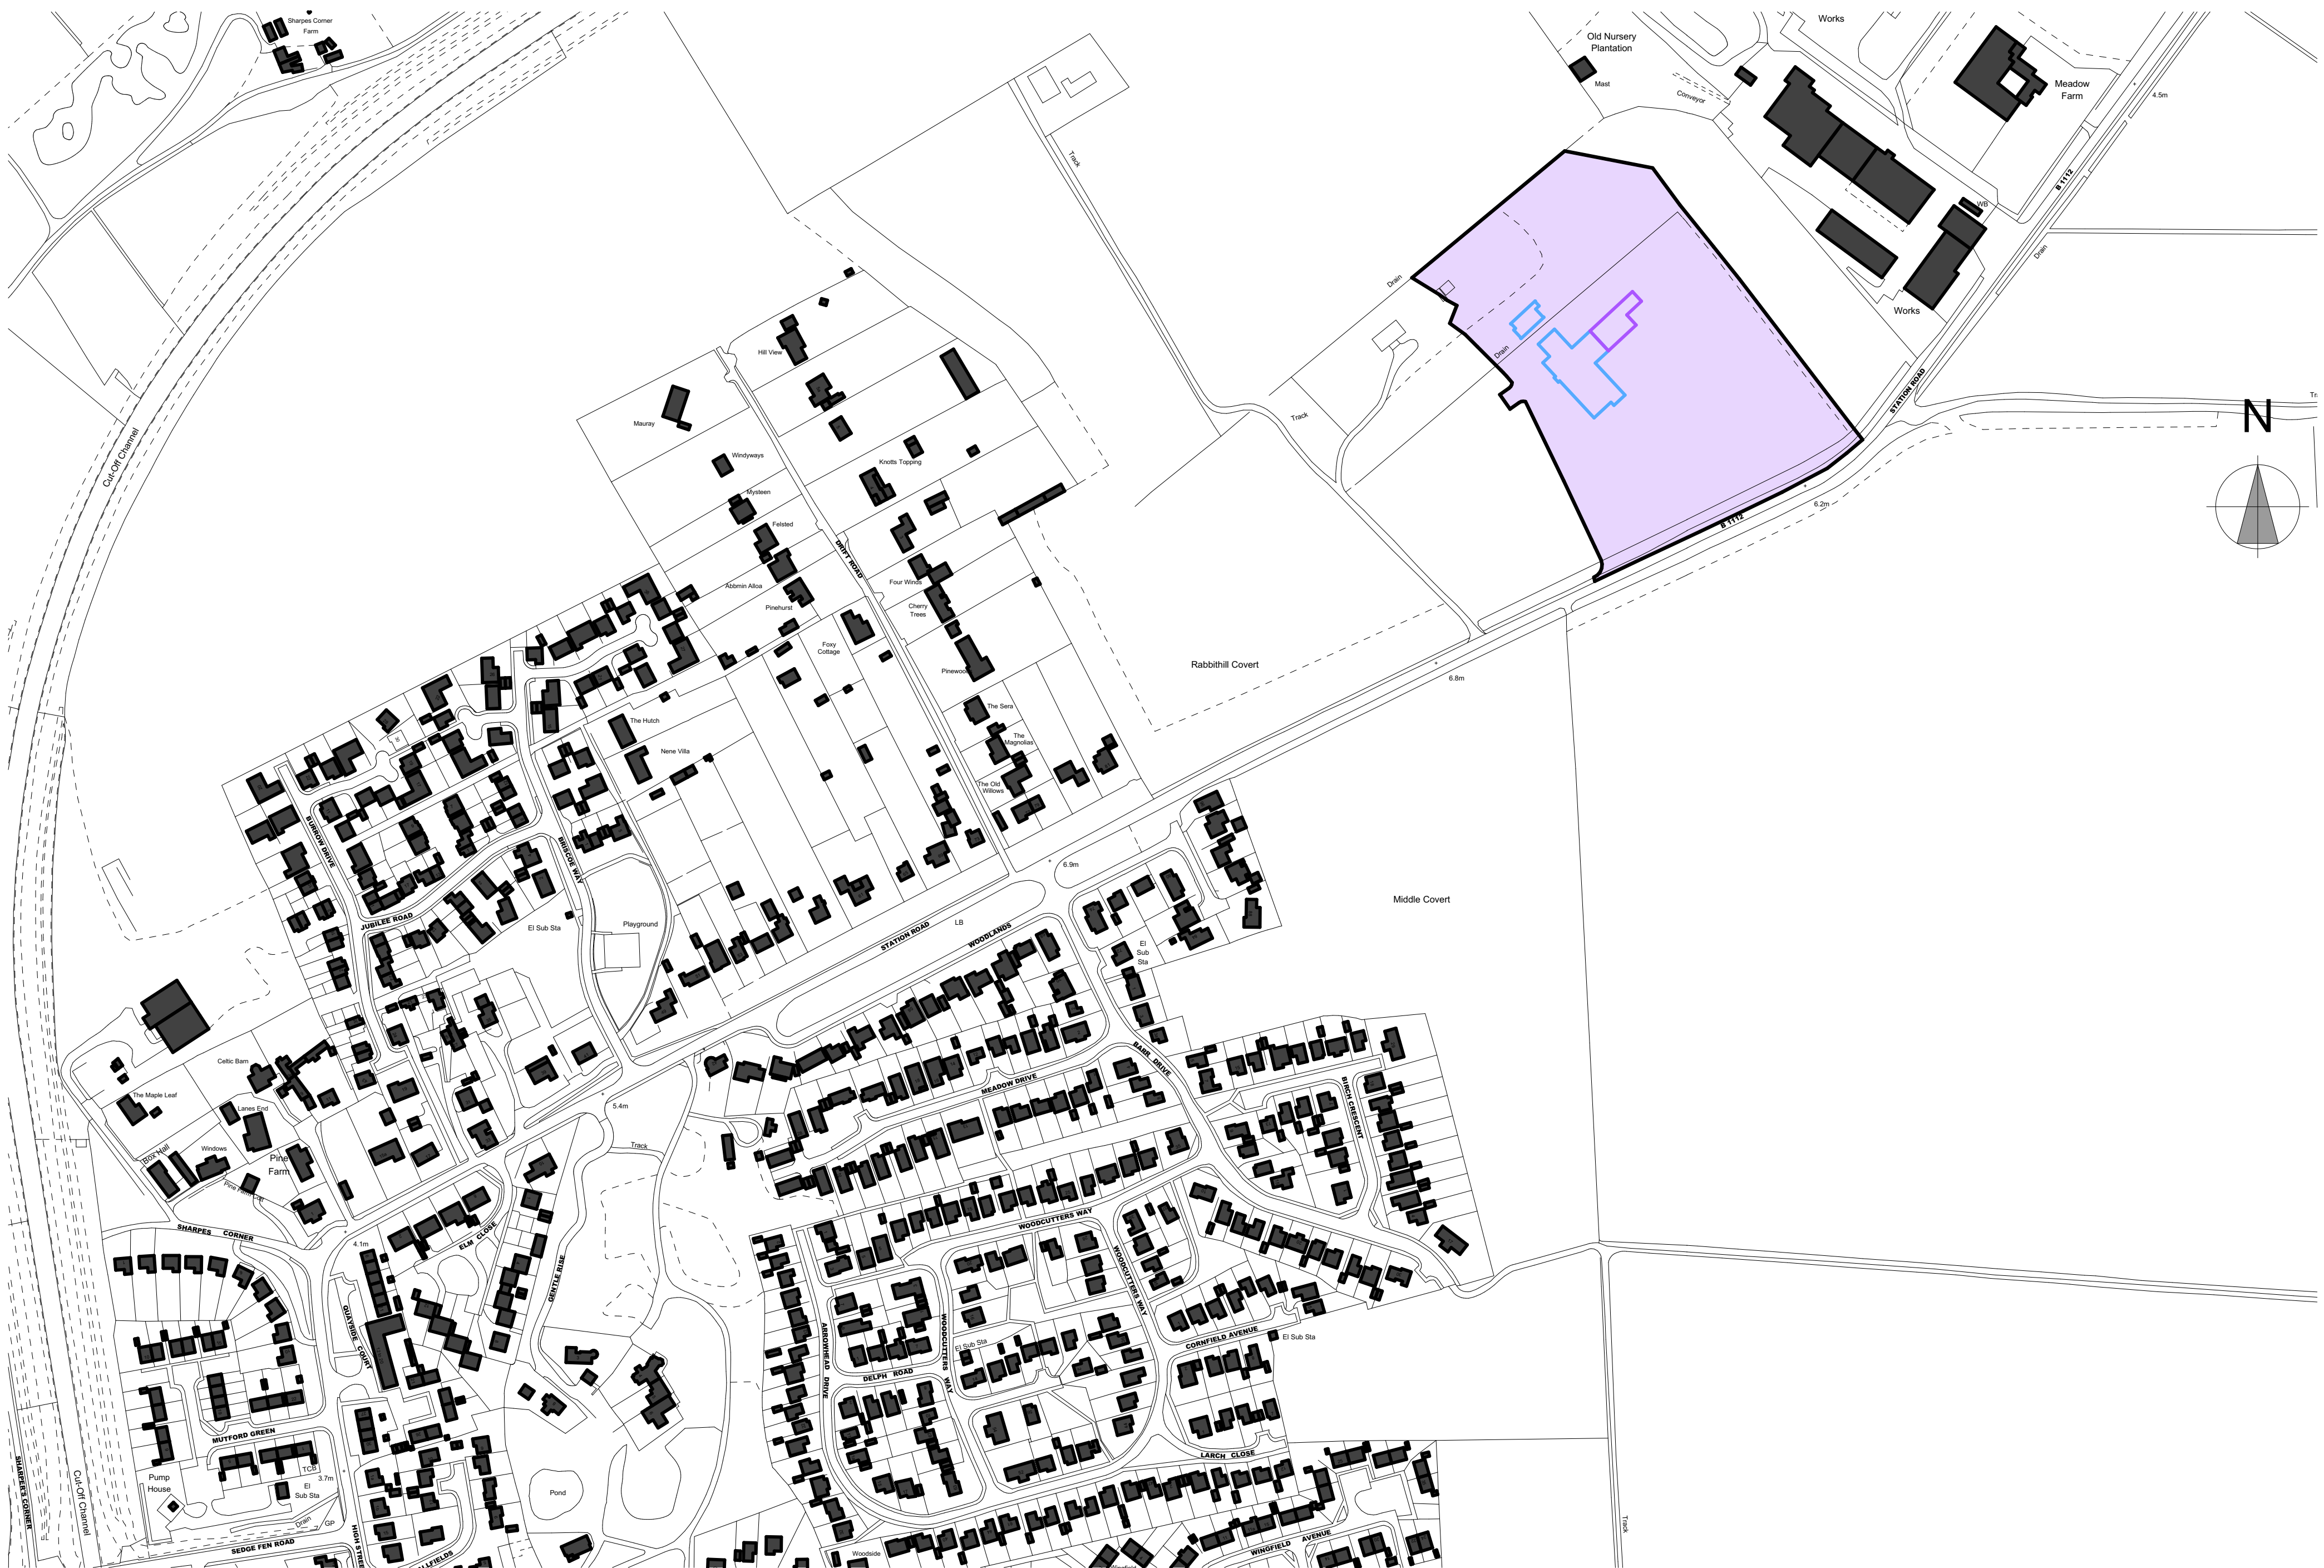 Sharpes Corner
Farm
Works
Old Nursery
Plantation
Mast
Conveyor
Meadow
Farm
4.5m
B 1112
WB
Drain
Works
Track
Drain
Drain
STATION ROAD
Tr
N
Track
Hill View
Mauray
Windyways
Knotts Topping
Mysteen
Felsted
Cut-Off Channel
DRIFT ROAD
6.2m
B 1112
Abbmin Alloa
Four Winds
Pinehurst
Cherry
Trees
Foxy
Cottage
Pinewood
Rabbithill Covert
6.8m
The Sera
The Hutch
The
Magnolias
Nene Villa
The Old
Willows
BURROW DRIVE
BRISCOE WAY
6.9m
Middle Covert
JUBILEE ROAD
El Sub Sta
Playground
LB
STATION ROAD
WOODLANDS
El
Sub
Sta
Celtic Barn
The Maple Leaf
Lanes End
BARR DRIVE
MEADOW DRIVE
BIRCH CRESCENT
5.4m
Track
Box Hall
Windows
Pine
Farm
SHARPES CORNER
4.1m
ELM CLOSE
WOODCUTTERS WAY
WOODCUTTERS WAY
GENTLE RISE
QUAYSIDE COURT
ARROWHEAD DRIVE
WOODCUTTERS WAY
El Sub Sta
CORNFIELD AVENUE
El Sub Sta
DELPH ROAD
MUTFORD GREEN
TCB
3.7m
El
Sub Sta
Pump
House
LARCH CLOSE
Pond
SHARPE'S CORNER
Cut-Off Channel
Drain
GP
HIGH STREE
SEDGE FEN ROAD
LLFIELDS
Woodside
WINGFIELD AVENUE
Track